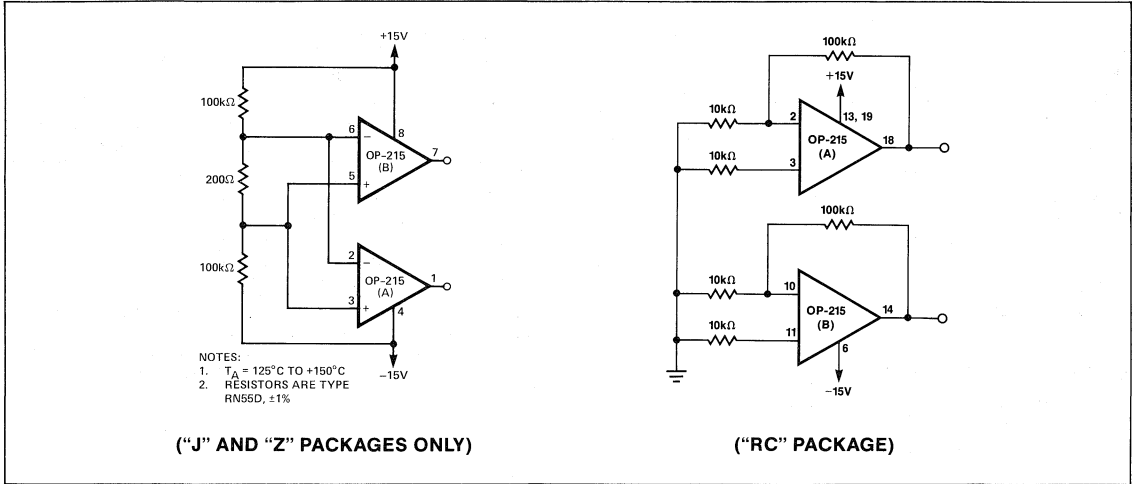 +15V
100kΩ
6
−
8
OP-215
(B)
7
200Ω
5
+
2
−
100kΩ
OP-215
(A)
1
3
+
4
−15V
NOTES:
1. TA = 125°C TO +150°C
2. RESISTORS ARE TYPE
RN55D, ±1%
("J" AND "Z" PACKAGES ONLY)
100kΩ
+15V
10kΩ
2
13, 19
OP-215
(A)
18
10kΩ
3
100kΩ
10kΩ
10
OP-215
(B)
14
10kΩ
11
6
−15V
("RC" PACKAGE)